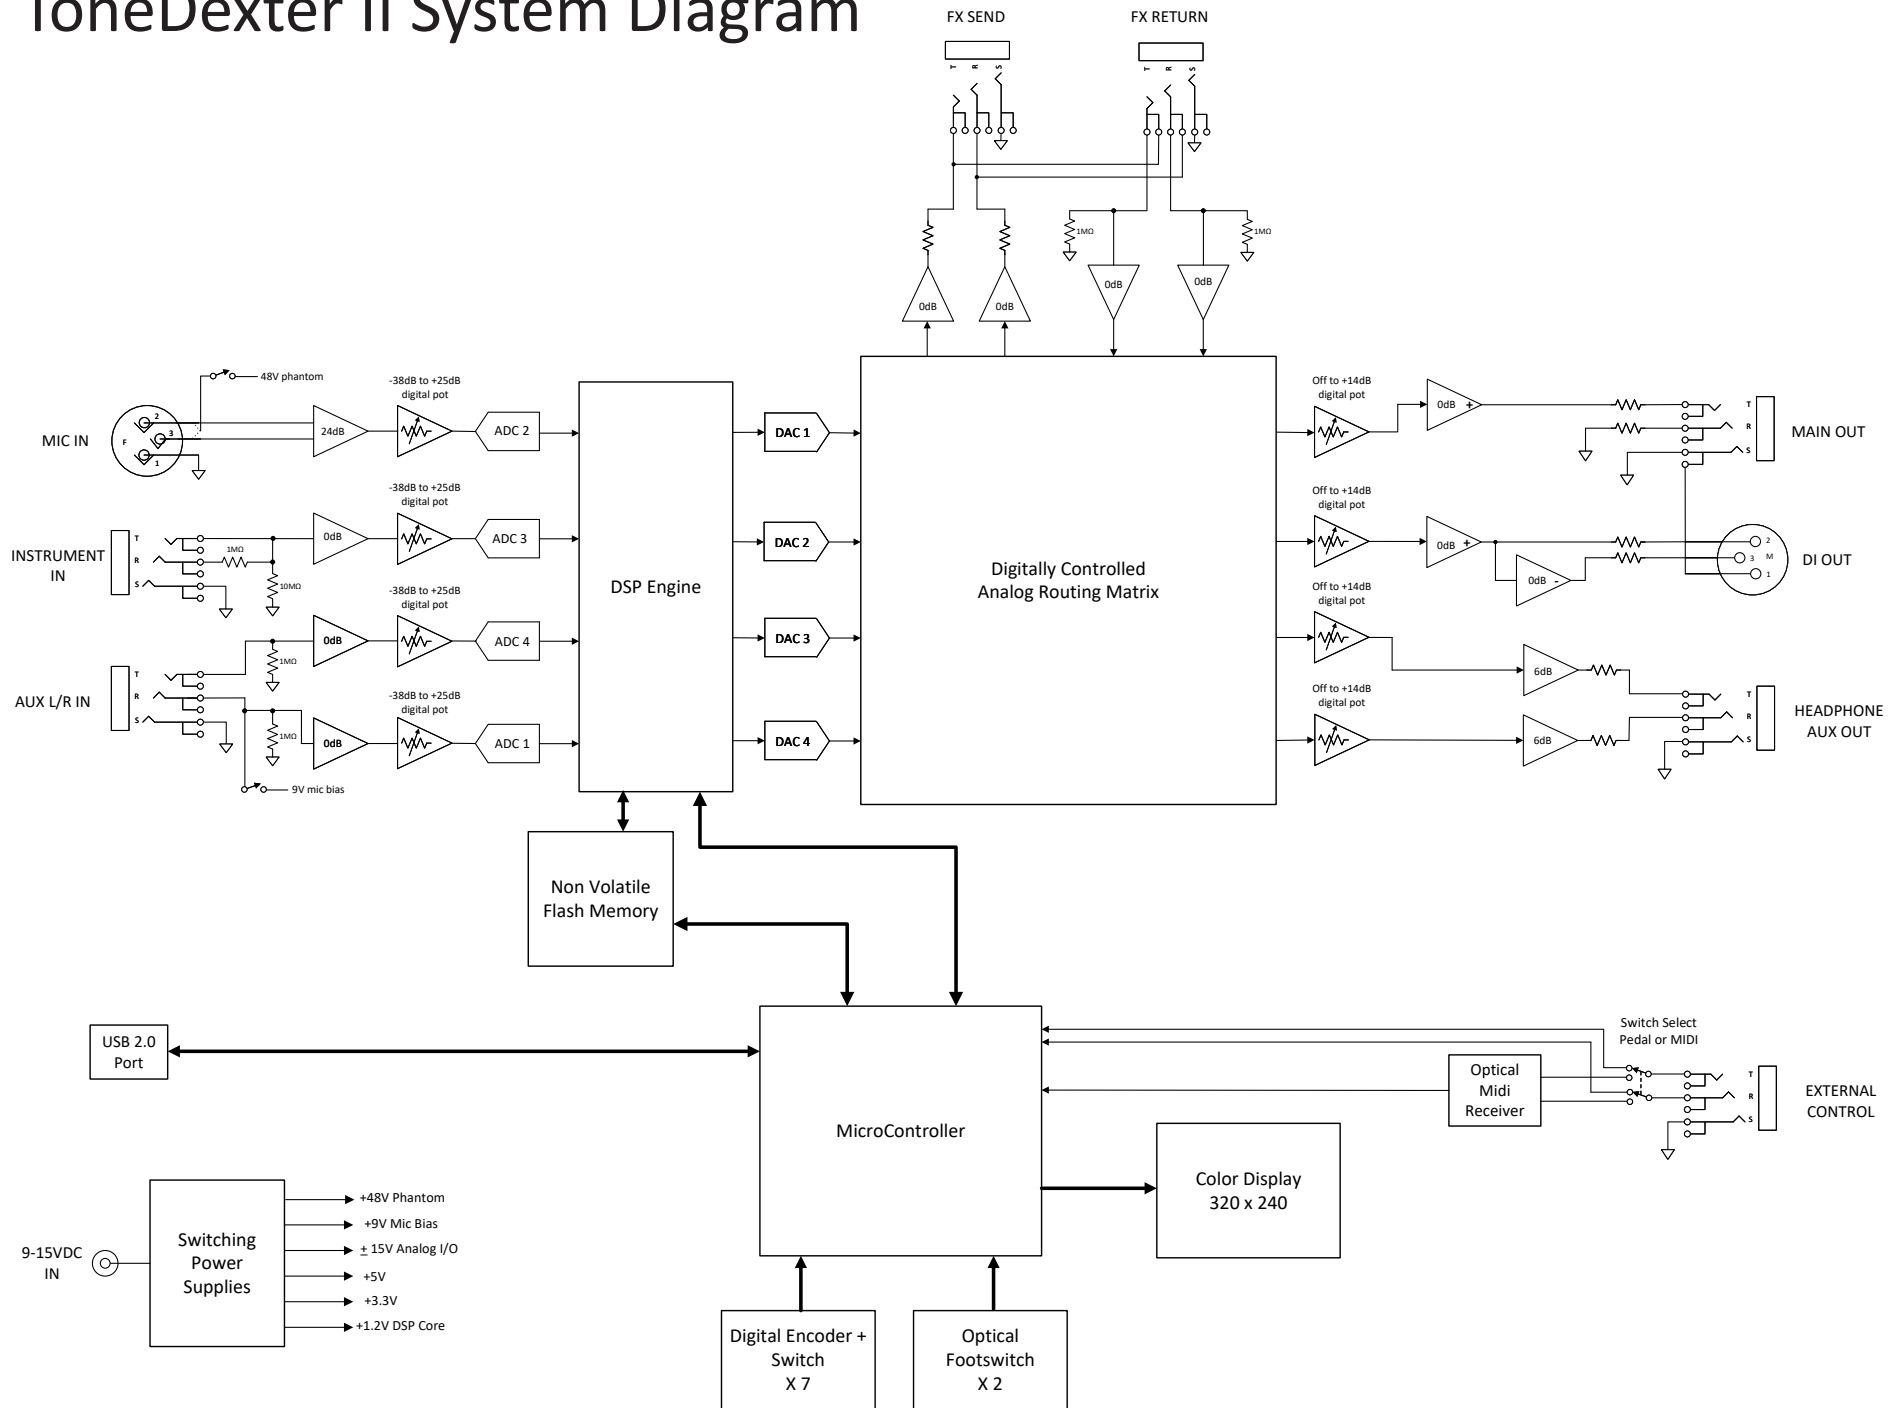 ToneDexter II System Diagram
FX SEND
FX RETURN
T
R
S
T
R
S
1MΩ
1MΩ
0dB
0dB
0dB
0dB
48V phantom
MIC IN
F
2
3
1
24dB
-38dB to +25dB
digital pot
ADC 2
INSTRUMENT
IN
T
R
S
1MΩ
10MΩ
0dB
-38dB to +25dB
digital pot
ADC 3
AUX L/R IN
T
R
S
1MΩ
0dB
-38dB to +25dB
digital pot
ADC 4
1MΩ
0dB
-38dB to +25dB
digital pot
ADC 1
9V mic bias
DSP Engine
DAC 1
DAC 2
DAC 3
DAC 4
Digitally Controlled
Analog Routing Matrix
Off to +14dB
digital pot
0dB +
T
R
S
MAIN OUT
Off to +14dB
digital pot
0dB +
0dB -
2
3
M
1
DI OUT
Off to +14dB
digital pot
6dB
Off to +14dB
digital pot
6dB
T
R
S
HEADPHONE
AUX OUT
Non Volatile
Flash Memory
USB 2.0
Port
MicroController
Switch Select
Pedal or MIDI
Optical
Midi
Receiver
T
R
S
EXTERNAL
CONTROL
Color Display
320 x 240
9-15VDC
IN
Switching
Power
Supplies
+48V Phantom
+9V Mic Bias
± 15V Analog I/O
+5V
+3.3V
+1.2V DSP Core
Digital Encoder +
Switch
X 7
Optical
Footswitch
X 2